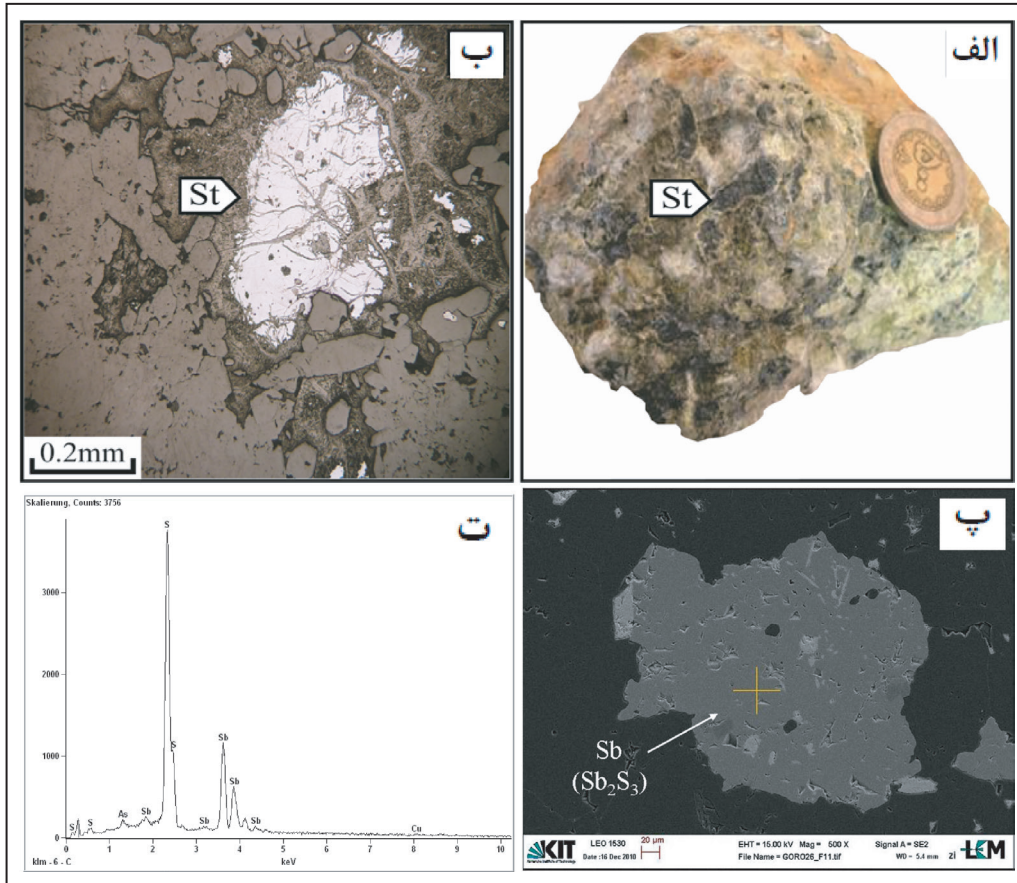 الف
St
ب
St
0.2mm
پ
Sb
(Sb₂S₃)
KIT
LEO 1530
Date :16 Dec 2010
20 µm
EHT = 15.00 kV
Mag = 500 X
File Name = GORO26_F11.tif
Signal A = SE2
WD = 5.4 mm
zi
LEM
ت
Skalierung, Counts: 3756
3000
2000
1000
0
S
S
As
Sb
S
S
Sb
Sb
Sb
Sb
Cu
0 1 2 3 4 5 6 7 8 9 10
klm - 6 - C
keV